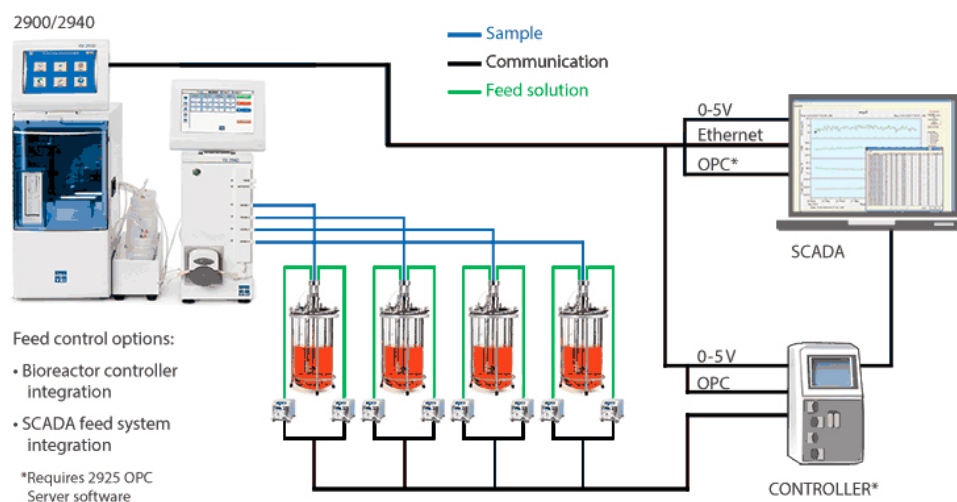 2900/2940
Sample
Communication
Feed solution
0-5V
Ethernet
OPC*
SCADA
Feed control options:
• Bioreactor controller
integration
• SCADA feed system
integration
*Requires 2925 OPC
Server software
0-5V
OPC
CONTROLLER*